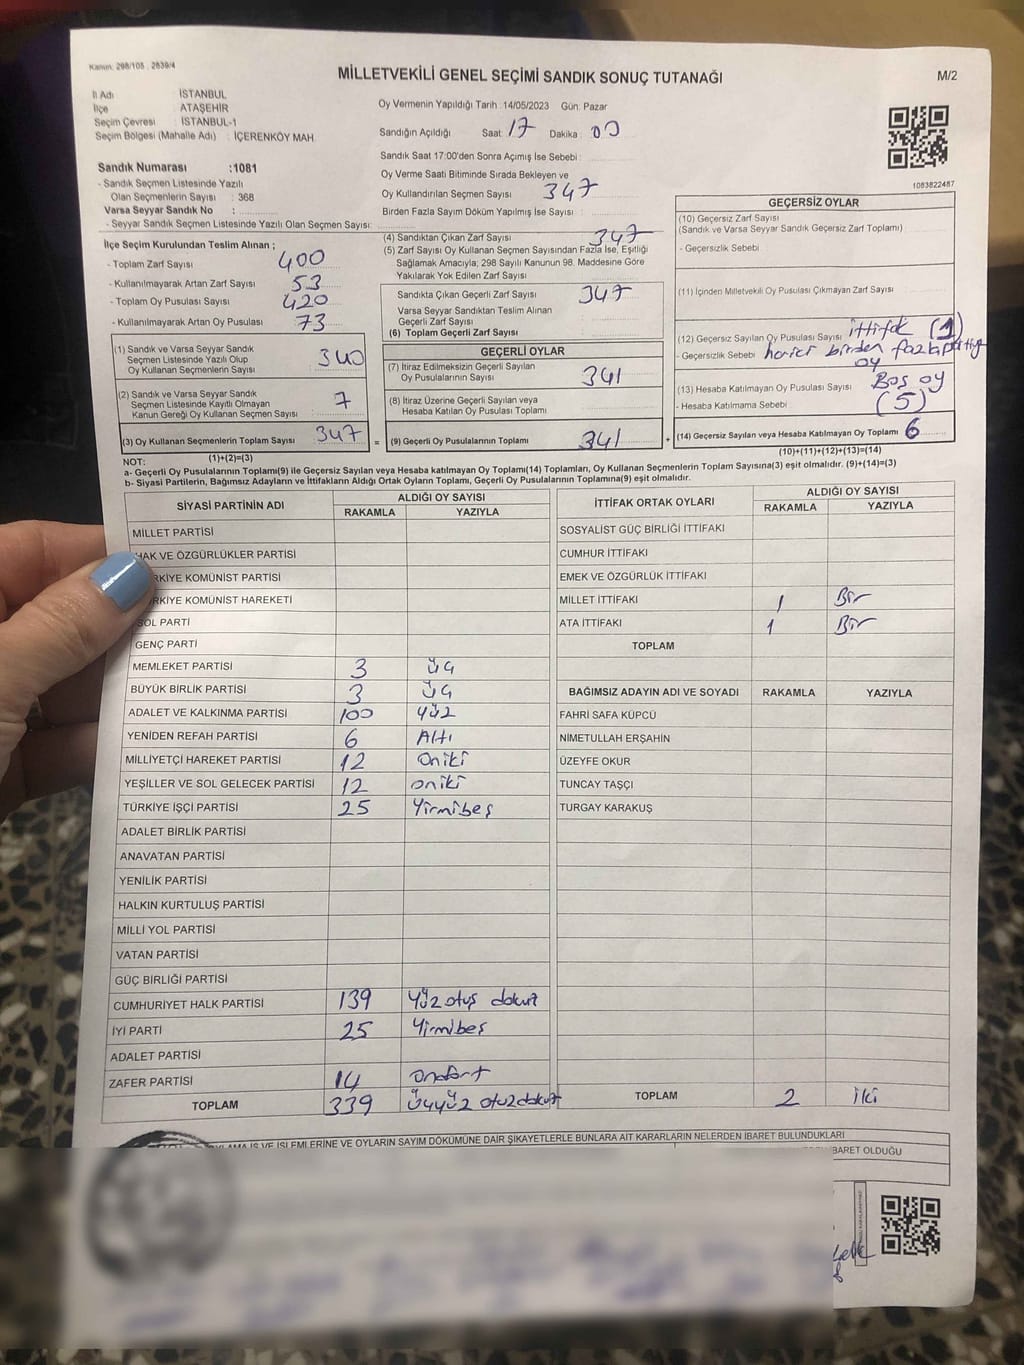 Kanun: 298/105 , 2839/4
MİLLETVEKİLİ GENEL SEÇİMİ SANDIK SONUÇ TUTANAĞI
M/2
İl Adı : İSTANBUL
İlçe ATAŞEHİR
Seçim Çevresi : İSTANBUL-1
Seçim Bölgesi (Mahalle Adı) : İÇERENKÖY MAH.
Sandık Numarası :1081
- Sandık Seçmen Listesinde Yazılı
Olan Seçmenlerin Sayısı : 368
Varsa Seyyar Sandık No :
- Seyyar Sandık Seçmen Listesinde Yazılı Olan Seçmen Sayısı:
Oy Vermenin Yapıldığı Tarih :14/05/2023 Gün: Pazar
Sandığın Açıldığı Saat: 17 Dakika: 00
Sandık Saat 17:00'den Sonra Açımış İse Sebebi :
Oy Verme Saati Bitiminde Sırada Bekleyen ve
Oy Kullandırılan Seçmen Sayısı 347
Birden Fazla Sayım Döküm Yapılmış İse Sayısı :
1083822487
İlçe Seçim Kurulundan Teslim Alınan ;
- Toplam Zarf Sayısı 400
- Kullanılmayarak Artan Zarf Sayısı : 53
- Toplam Oy Pusulası Sayısı : 420
- Kullanılmayarak Artan Oy Pusulası : 73
(1) Sandık ve Varsa Seyyar Sandık
Seçmen Listesinde Yazılı Olup
Oy Kullanan Seçmenlerin Sayısı : 340
(2) Sandık ve Varsa Seyyar Sandık
Seçmen Listesinde Kayıtlı Olmayan
Kanun Gereği Oy Kullanan Seçmen Sayısı : 7
(3) Oy Kullanan Seçmenlerin Toplam Sayısı : 347
(1)+(2)=(3)
(4) Sandıktan Çıkan Zarf Sayısı : 347
(5) Zarf Sayısı Oy Kullanan Seçmen Sayısından Fazla İse, Eşitliği
Sağlamak Amacıyla; 298 Sayılı Kanunun 98. Maddesine Göre
Yakılarak Yok Edilen Zarf Sayısı :
Sandıkta Çıkan Geçerli Zarf Sayısı : 347
Varsa Seyyar Sandıktan Teslim Alınan
Geçerli Zarf Sayısı
(6) Toplam Geçerli Zarf Sayısı :
GEÇERLİ OYLAR
(7) İtiraz Edilmeksizin Geçerli Sayılan
Oy Pusulalarının Sayısı : 341
(8) İtiraz Üzerine Geçerli Sayılan veya
Hesaba Katılan Oy Pusulası Toplamı :
= (9) Geçerli Oy Pusulalarının Toplamı : 341 +
GEÇERSİZ OYLAR
(10) Geçersiz Zarf Sayısı
(Sandık ve Varsa Seyyar Sandık Geçersiz Zarf Toplamı) :
- Geçersizlik Sebebi
(11) İçinden Milletvekili Oy Pusulası Çıkmayan Zarf Sayısı :
(12) Geçersiz Sayılan Oy Pusulası Sayısı : ittifak (1)
- Geçersizlik Sebebi harici birden fazla
oy
(13) Hesaba Katılmayan Oy Pusulası Sayısı : Boş oy
- Hesaba Katılmama Sebebi (5)
(14) Geçersiz Sayılan veya Hesaba Katılmayan Oy Toplamı : 6
(10)+(11)+(12)+(13)=(14)
NOT:
a- Geçerli Oy Pusulalarının Toplamı(9) ile Geçersiz Sayılan veya Hesaba katılmayan Oy Toplamı(14) Toplamları, Oy Kullanan Seçmenlerin Toplam Sayısına(3) eşit olmalıdır. (9)+(14)=(3)
b- Siyasi Partilerin, Bağımsız Adayların ve İttifakların Aldığı Ortak Oyların Toplamı, Geçerli Oy Pusulalarının Toplamına(9) eşit olmalıdır.
SİYASİ PARTİNİN ADI ALDIĞI OY SAYISI
RAKAMLA YAZIYLA
MİLLET PARTİSİ
HAK VE ÖZGÜRLÜKLER PARTİSİ
RKİYE KOMÜNİST PARTİSİ
RKİYE KOMÜNİST HAREKETİ
SOL PARTİ
GENÇ PARTİ
MEMLEKET PARTİSİ 3 üç
BÜYÜK BİRLİK PARTİSİ 3 üç
ADALET VE KALKINMA PARTİSİ 100 yüz
YENİDEN REFAH PARTİSİ 6 Altı
MİLLİYETÇİ HAREKET PARTİSİ 12 Oniki
YEŞİLLER VE SOL GELECEK PARTİSİ 12 oniki
TÜRKİYE İŞÇİ PARTİSİ 25 Yirmibeş
ADALET BİRLİK PARTİSİ
ANAVATAN PARTİSİ
YENİLİK PARTİSİ
HALKIN KURTULUŞ PARTİSİ
MİLLİ YOL PARTİSİ
VATAN PARTİSİ
GÜÇ BİRLİĞİ PARTİSİ
CUMHURİYET HALK PARTİSİ 139 Yüz otuz dokuz
İYİ PARTİ 25 Yirmibeş
ADALET PARTİSİ
ZAFER PARTİSİ 14 Ondört
TOPLAM 339 Üçyüz otuzdokuz
İTTİFAK ORTAK OYLARI ALDIĞI OY SAYISI
RAKAMLA YAZIYLA
SOSYALİST GÜÇ BİRLİĞİ İTTİFAKI
CUMHUR İTTİFAKI
EMEK VE ÖZGÜRLÜK İTTİFAKI
MİLLET İTTİFAKI 1 Bir
ATA İTTİFAKI 1 Bir
TOPLAM
BAĞIMSIZ ADAYIN ADI VE SOYADI RAKAMLA YAZIYLA
FAHRİ SAFA KÜPCÜ
NİMETULLAH ERŞAHİN
ÜZEYFE OKUR
TUNCAY TAŞÇI
TURGAY KARAKUŞ
TOPLAM 2 iki
İŞ VE İŞLEMLERİNE VE OYLARIN SAYIM DÖKÜMÜNE DAİR ŞİKAYETLERLE BUNLARA AİT KARARLARIN NELERDEN İBARET BULUNDUKLARI
İBARET OLDUĞU